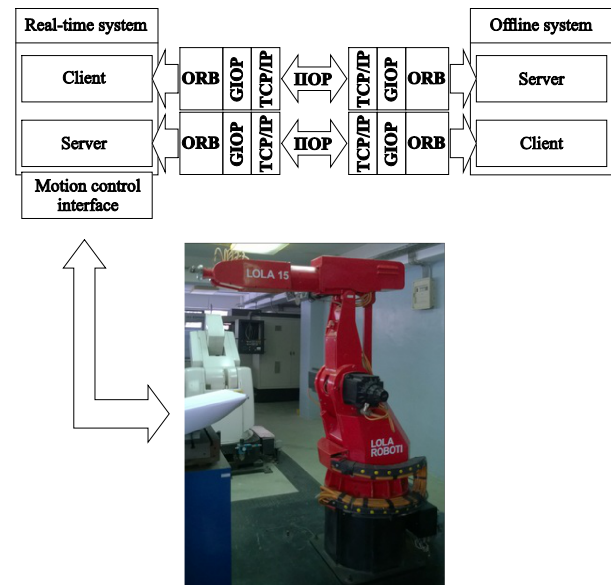 Real-time system
Offline system
Client
ORB
GIOP
TCP/IP
IIOP
TCP/IP
GIOP
ORB
Server
Server
ORB
GIOP
TCP/IP
IIOP
TCP/IP
GIOP
ORB
Client
Motion control
interface
LOLA 15
LOLA
ROBOTI